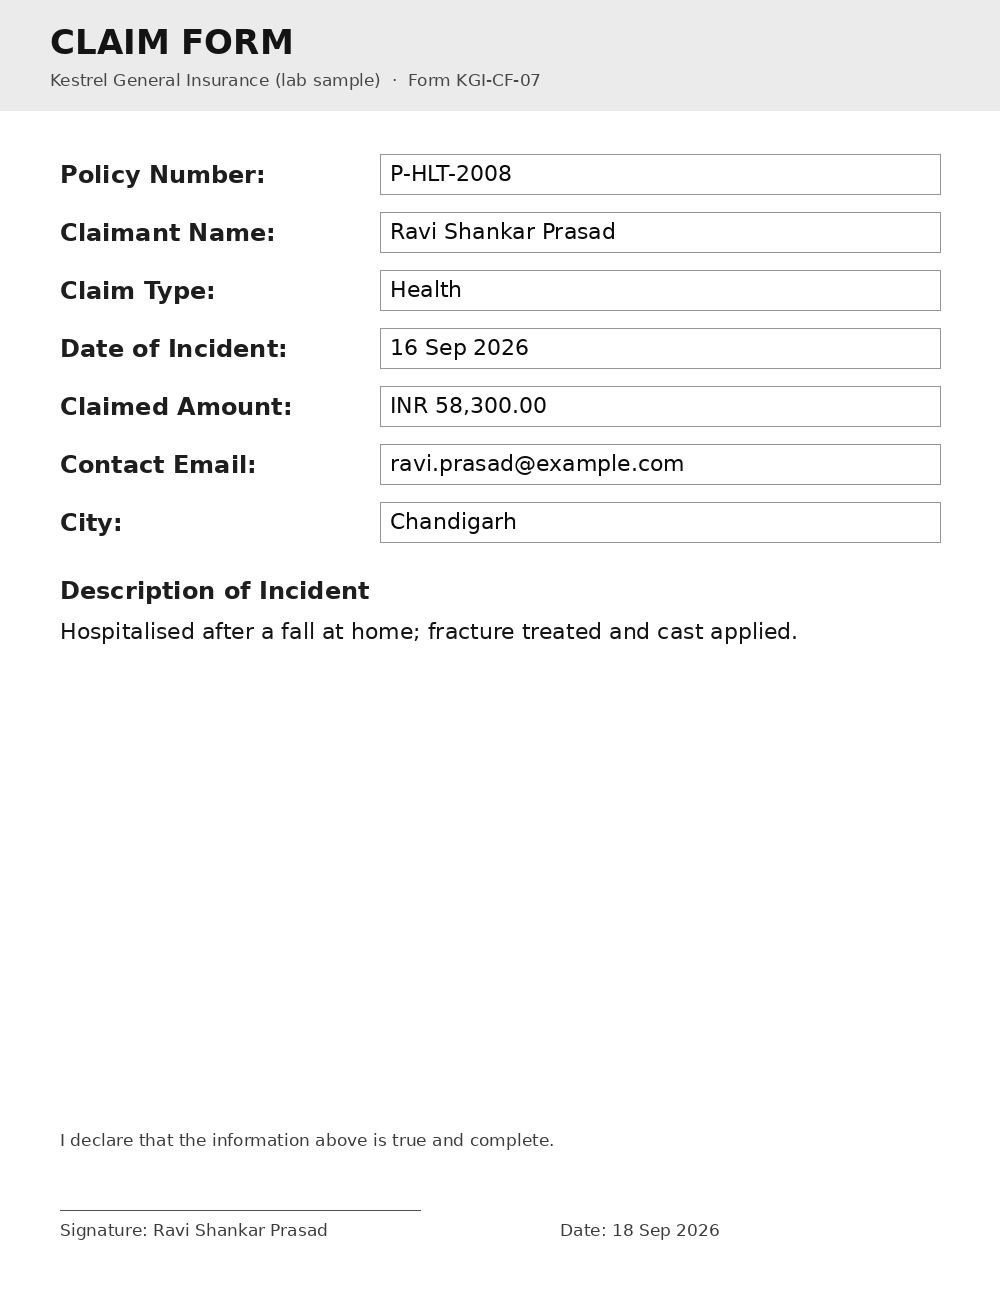 CLAIM FORM
Kestrel General Insurance (lab sample) · Form KGI-CF-07
Policy Number: P-HLT-2008
Claimant Name: Ravi Shankar Prasad
Claim Type: Health
Date of Incident: 16 Sep 2026
Claimed Amount: INR 58,300.00
Contact Email: ravi.prasad@example.com
City: Chandigarh
Description of Incident
Hospitalised after a fall at home; fracture treated and cast applied.
I declare that the information above is true and complete.
Signature: Ravi Shankar Prasad Date: 18 Sep 2026